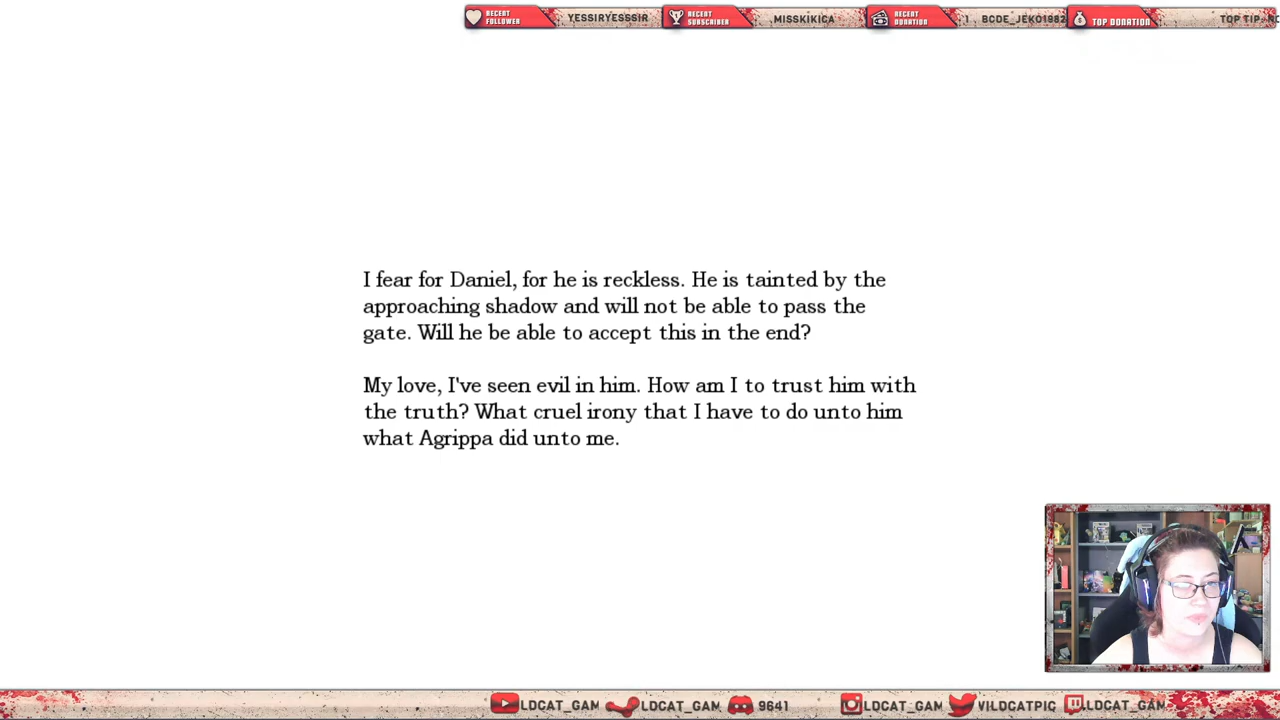 RECENT FOLLOWER YESSIRYESSSIR RECENT SUBSCRIBER .MISSKIKICA RECENT DONATION 1 BCDE_JEKO1982 TOP DONATION TOP TIP
I fear for Daniel, for he is reckless. He is tainted by the
approaching shadow and will not be able to pass the
gate. Will he be able to accept this in the end?
My love, I've seen evil in him. How am I to trust him with
the truth? What cruel irony that I have to do unto him
what Agrippa did unto me.
LDCAT_GAM LDCAT_GAM 9641 LDCAT_GAM VILDCATPIC LDCAT_GAM